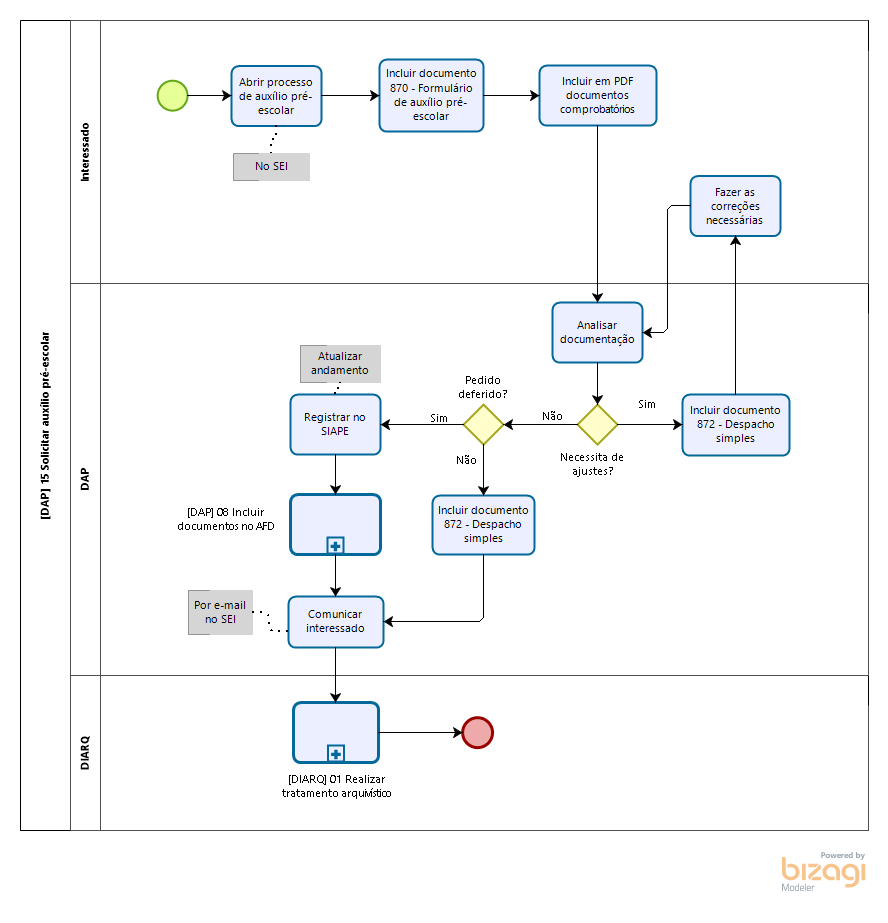 [DAP] 15 Solicitar auxílio pré-escolar
Interessado
Abrir processo
de auxílio pré-
escolar
No SEI
Incluir documento
870 - Formulário
de auxílio pré-
escolar
Incluir em PDF
documentos
comprobatórios
Fazer as
correções
necessárias
DAP
Analisar
documentação
Necessita de
ajustes?
Sim
Incluir documento
872 - Despacho
simples
Não
Pedido
deferido?
Sim
Atualizar
andamento
Registrar no
SIAPE
Não
Incluir documento
872 - Despacho
simples
[DAP] 08 Incluir
documentos no AFD
Por e-mail
no SEI
Comunicar
interessado
DIARQ
[DIARQ] 01 Realizar
tratamento arquivístico
Powered by
bizagi
Modeler